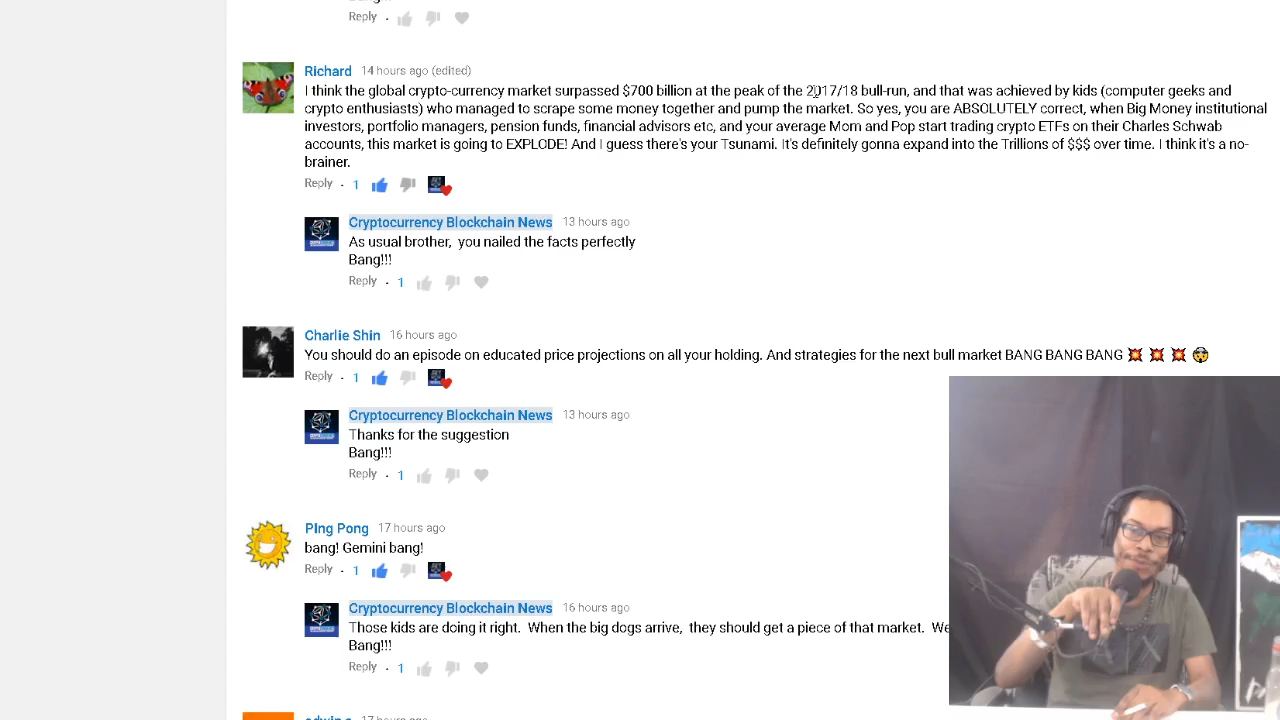 Reply
Richard 14 hours ago (edited)
I think the global crypto-currency market surpassed $700 billion at the peak of the 2017/18 bull-run, and that was achieved by kids (computer geeks and
crypto enthusiasts) who managed to scrape some money together and pump the market. So yes, you are ABSOLUTELY correct, when Big Money institutional
investors, portfolio managers, pension funds, financial advisors etc, and your average Mom and Pop start trading crypto ETFs on their Charles Schwab
accounts, this market is going to EXPLODE! And I guess there's your Tsunami. It's definitely gonna expand into the Trillions of $$$ over time. I think it's a no-
brainer.
Reply 1
Cryptocurrency Blockchain News 13 hours ago
As usual brother, you nailed the facts perfectly
Bang!!!
Reply 1
Charlie Shin 16 hours ago
You should do an episode on educated price projections on all your holding. And strategies for the next bull market BANG BANG BANG 💥 💥 💥 🤯
Reply 1
Cryptocurrency Blockchain News 13 hours ago
Thanks for the suggestion
Bang!!!
Reply 1
PIng Pong 17 hours ago
bang! Gemini bang!
Reply 1
Cryptocurrency Blockchain News 16 hours ago
Those kids are doing it right. When the big dogs arrive, they should get a piece of that market. We
Bang!!!
Reply 1
17 hours ago